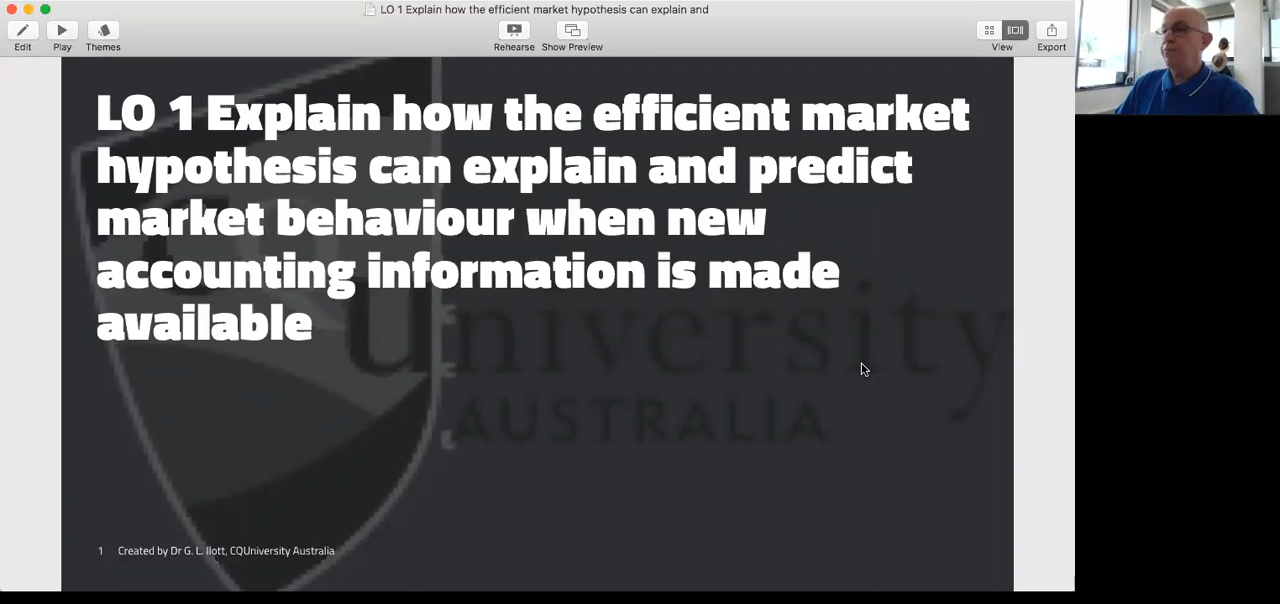 LO 1 Explain how the efficient market hypothesis can explain and
Edit
Play
Themes
Rehearse
Show Preview
View
Export
LO 1 Explain how the efficient market
hypothesis can explain and predict
market behaviour when new
accounting information is made
available
University
AUSTRALIA
1 Created by Dr G. L. Ilott, CQUniversity Australia